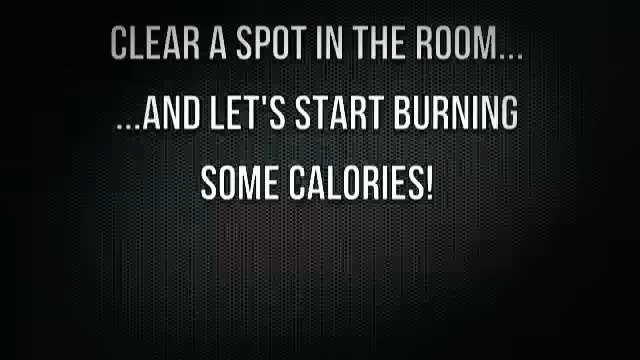 CLEAR A SPOT IN THE ROOM...
...AND LET'S START BURNING
SOME CALORIES!